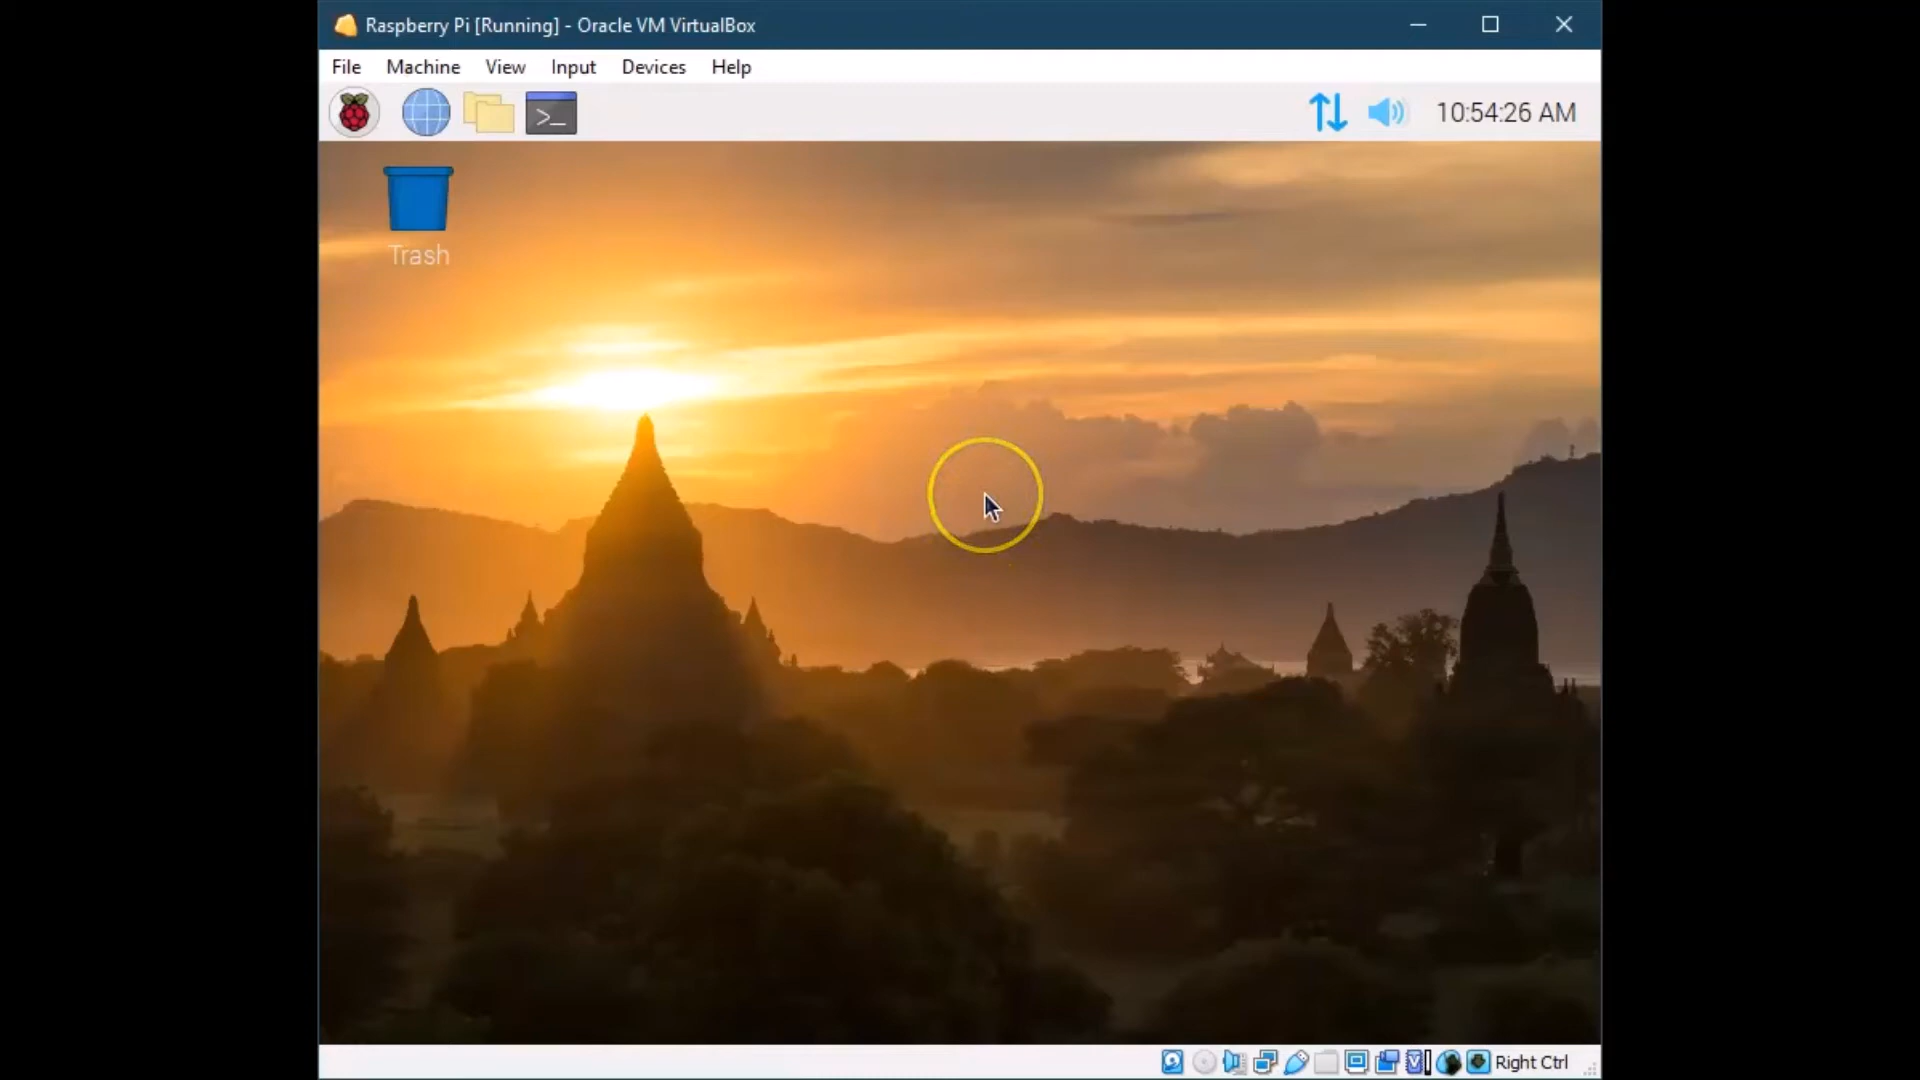 Raspberry Pi [Running] - Oracle VM VirtualBox
File Machine View Input Devices Help
>_ 10:54:26 AM
Trash
Right Ctrl